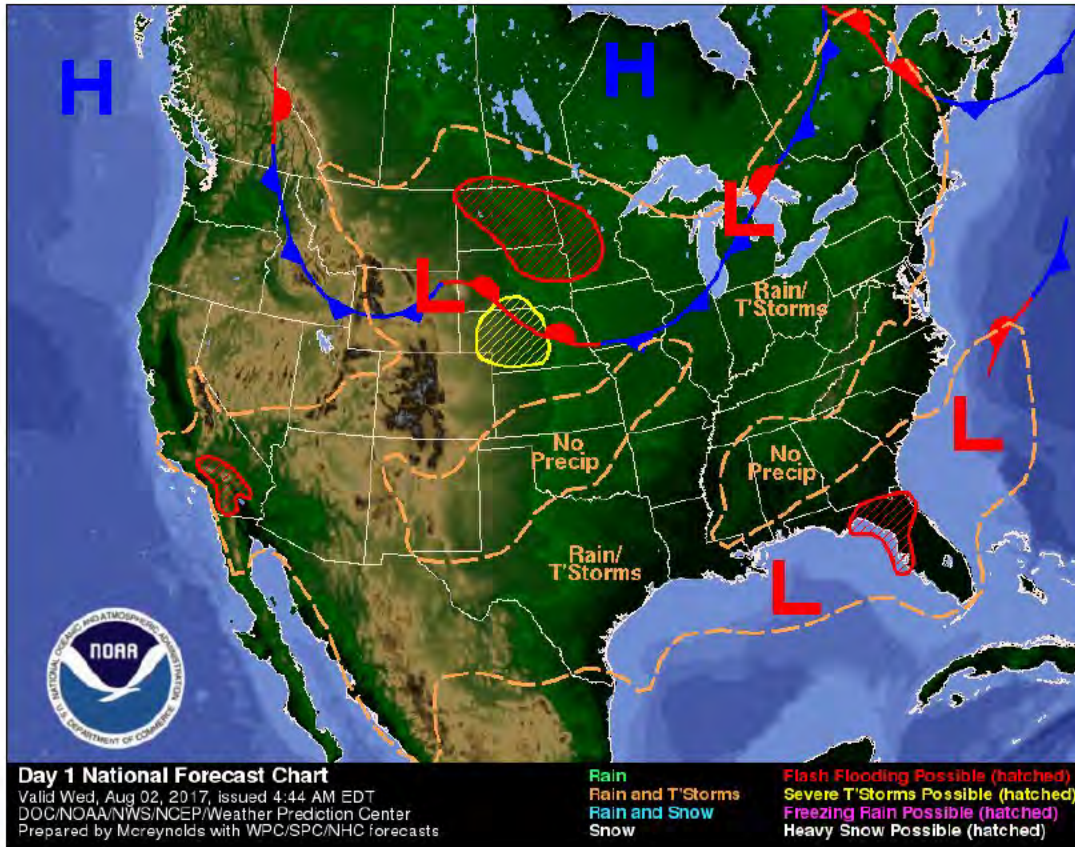 H
H
L
L
Rain/
T'Storms
No
Precip
L
No
Precip
Rain/
T'Storms
L
NATIONAL OCEANIC AND ATMOSPHERIC ADMINISTRATION
NOAA
U.S. DEPARTMENT OF COMMERCE
Day 1 National Forecast Chart
Valid Wed, Aug 02, 2017, issued 4:44 AM EDT
DOC/NOAA/NWS/NCEP/Weather Prediction Center
Prepared by Mcreynolds with WPC/SPC/NHC forecasts
Rain
Rain and T'Storms
Rain and Snow
Snow
Flash Flooding Possible (hatched)
Severe T'Storms Possible (hatched)
Freezing Rain Possible (hatched)
Heavy Snow Possible (hatched)